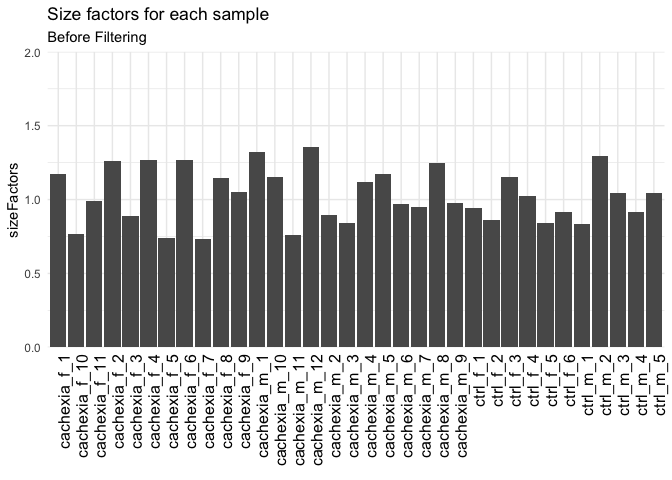 Size factors for each sample
Before Filtering
2.0
1.5
1.0
0.5
0.0
sizeFactors
cachexia_f_1
cachexia_f_10
cachexia_f_11
cachexia_f_2
cachexia_f_3
cachexia_f_4
cachexia_f_5
cachexia_f_6
cachexia_f_7
cachexia_f_8
cachexia_f_9
cachexia_m_1
cachexia_m_10
cachexia_m_11
cachexia_m_12
cachexia_m_2
cachexia_m_3
cachexia_m_4
cachexia_m_5
cachexia_m_6
cachexia_m_7
cachexia_m_8
cachexia_m_9
ctrl_f_1
ctrl_f_2
ctrl_f_3
ctrl_f_4
ctrl_f_5
ctrl_f_6
ctrl_m_1
ctrl_m_2
ctrl_m_3
ctrl_m_4
ctrl_m_5